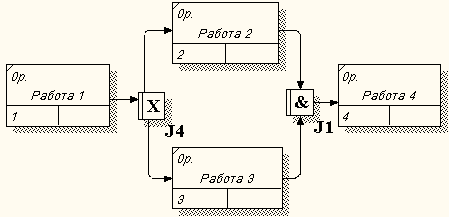 0р.
Работа 2
2
0р.
Работа 1
1
X
J4
&
J1
0р.
Работа 4
4
0р.
Работа 3
3